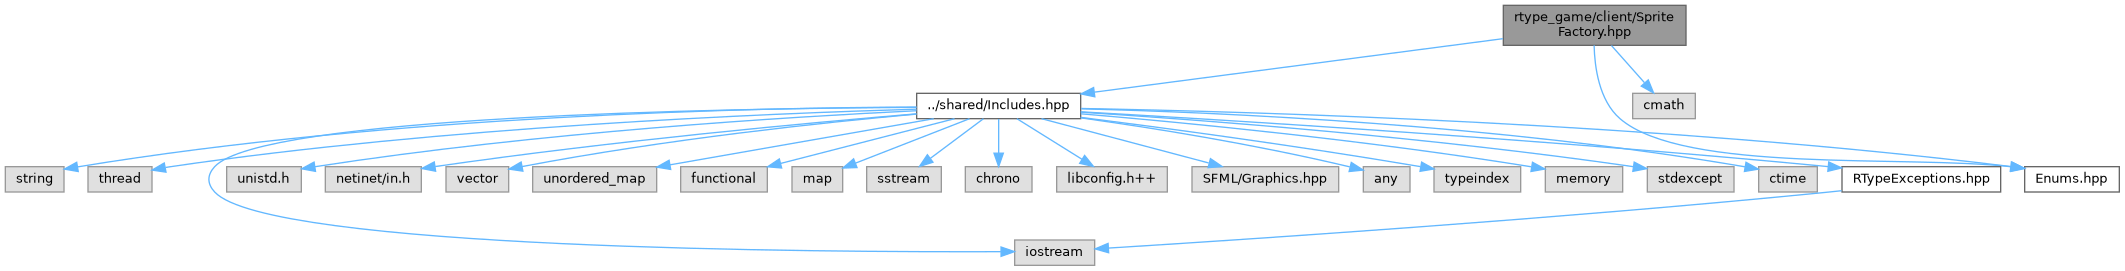 rtype_game/client/Sprite
Factory.hpp
../shared/Includes.hpp
cmath
string
thread
unistd.h
netinet/in.h
vector
unordered_map
functional
map
sstream
chrono
libconfig.h++
SFML/Graphics.hpp
any
typeindex
memory
stdexcept
ctime
RTypeExceptions.hpp
Enums.hpp
iostream